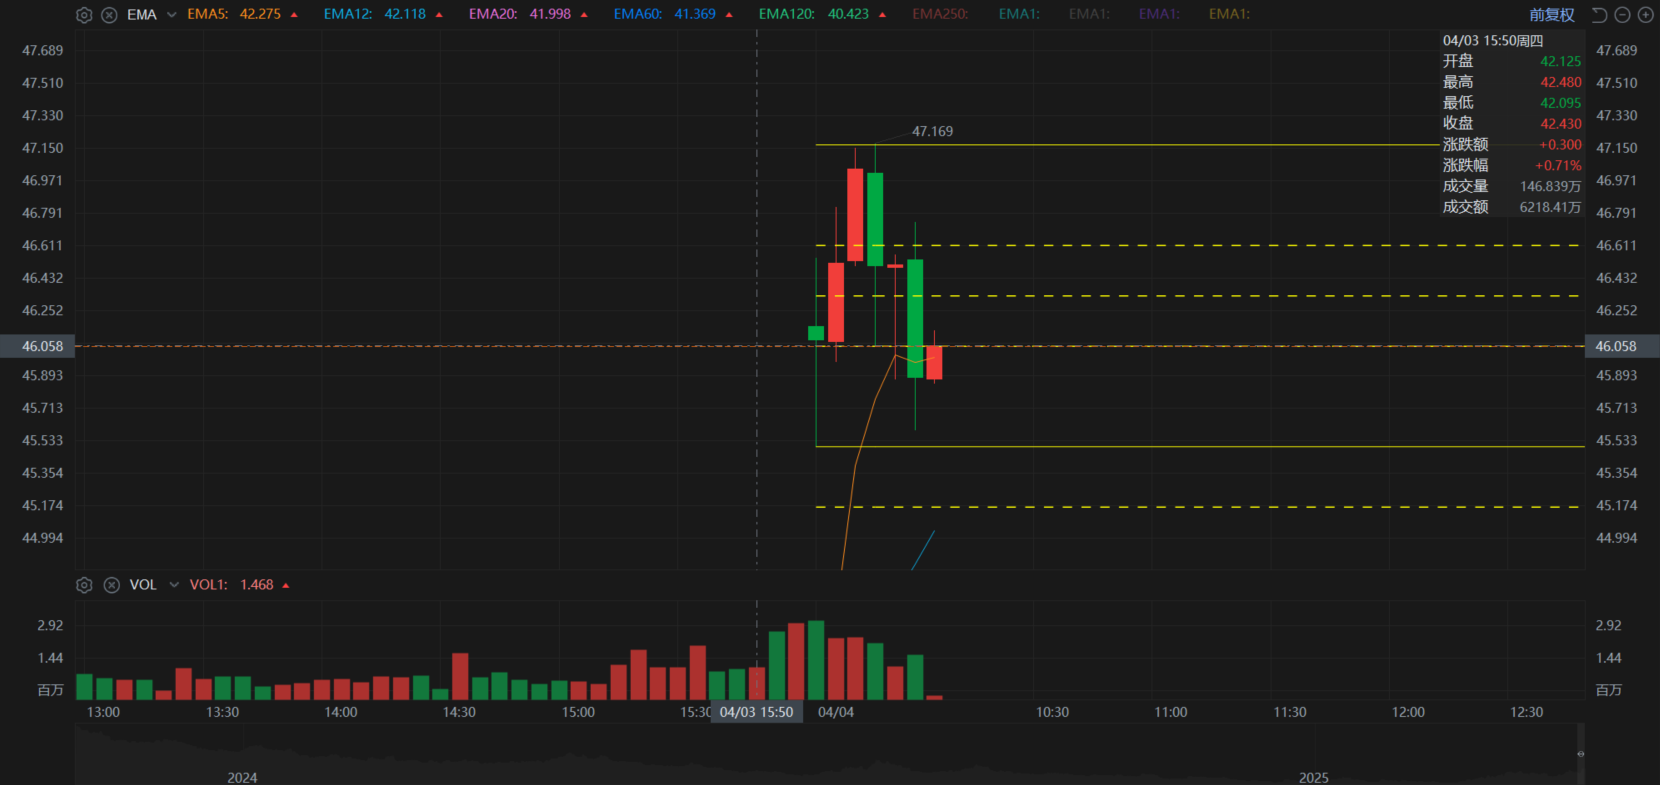 EMA EMA5: 42.275 EMA12: 42.118 EMA20: 41.998 EMA60: 41.369 EMA120: 40.423 EMA250: EMA1: EMA1: EMA1: EMA1: 前复权
04/03 15:50周四
开盘 42.125
最高 42.480
最低 42.095
收盘 42.430
涨跌额 +0.300
涨跌幅 +0.71%
成交量 146.839万
成交额 6218.41万
47.689 47.689
47.510 47.510
47.330 47.330
47.169
47.150 47.150
46.971 46.971
46.791 46.791
46.611 46.611
46.432 46.432
46.252 46.252
46.058 46.058
45.893 45.893
45.713 45.713
45.533 45.533
45.354 45.354
45.174 45.174
44.994 44.994
VOL VOL1: 1.468
2.92 2.92
1.44 1.44
百万 百万
13:00 13:30 14:00 14:30 15:00 15:30 04/03 15:50 04/04 10:30 11:00 11:30 12:00 12:30
2024 2025